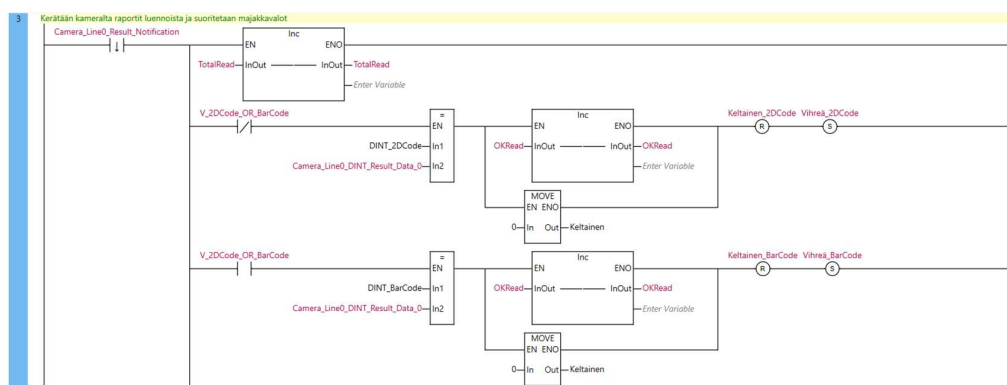 3 Kerätään kameralta raportit luennoista ja suoritetaan majakkavalot
Camera_Line0_Result_Notification
Inc
EN ENO
TotalRead InOut InOut TotalRead
Enter Variable
V_2DCode_OR_BarCode = Inc Keltainen_2DCode Vihreä_2DCode
EN EN ENO R S
DINT_2DCode In1 OKRead InOut InOut OKRead
Camera_Line0_DINT_Result_Data_0 In2 Enter Variable
MOVE
EN ENO
0 In Out Keltainen
V_2DCode_OR_BarCode = Inc Keltainen_BarCode Vihreä_BarCode
EN EN ENO R S
DINT_BarCode In1 OKRead InOut InOut OKRead
Camera_Line0_DINT_Result_Data_0 In2 Enter Variable
MOVE
EN ENO
0 In Out Keltainen